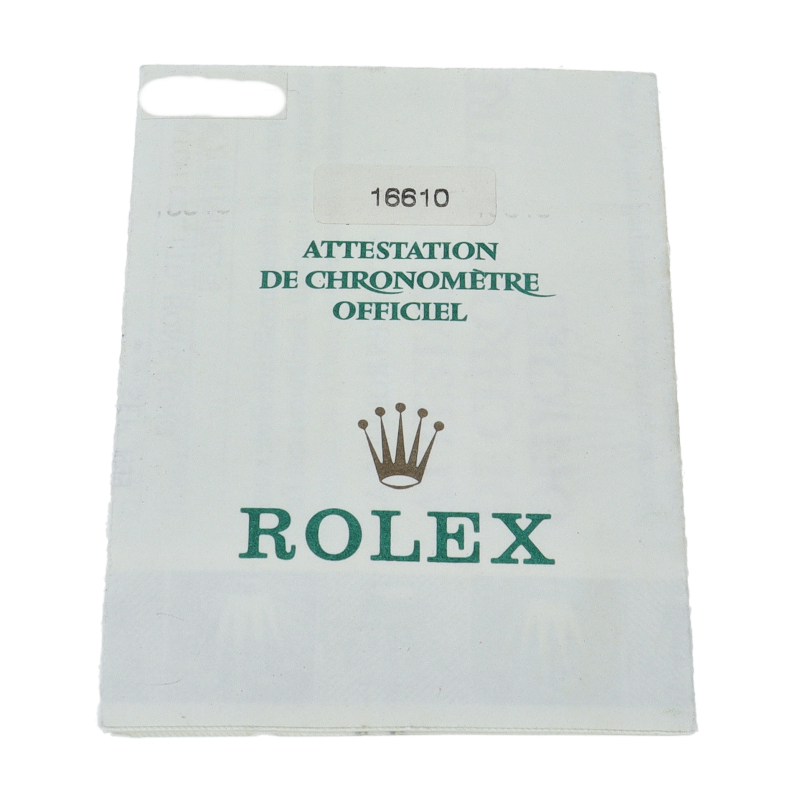 16610
ATTESTATION
DE CHRONOMÈTRE
OFFICIEL
ROLEX